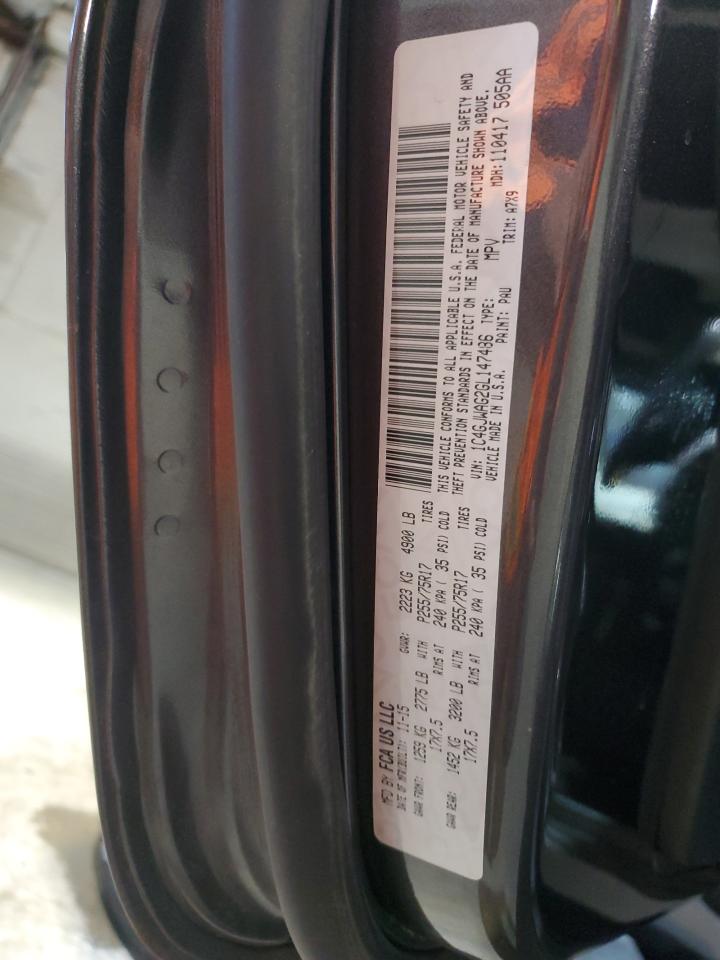 MFD BY FCA US LLC
DATE OF MFR: 11-15 GVWR: 2223 KG 4900 LB
GAWR FRONT: 1259 KG 2775 LB WITH P255/75R17 TIRES
17X7.5 RIMS AT 240 KPA ( 35 PSI) COLD
GAWR REAR: 1452 KG 3200 LB WITH P255/75R17 TIRES
17X7.5 RIMS AT 240 KPA ( 35 PSI) COLD
THIS VEHICLE CONFORMS TO ALL APPLICABLE U.S.A. FEDERAL MOTOR VEHICLE SAFETY AND
THEFT PREVENTION STANDARDS IN EFFECT ON THE DATE OF MANUFACTURE SHOWN ABOVE.
VIN: 1C4GJWAG2GL147486 TYPE: MPV MDH: 110417 505AA
VEHICLE MADE IN U.S.A. PAINT: PAU TRIM: A7X9